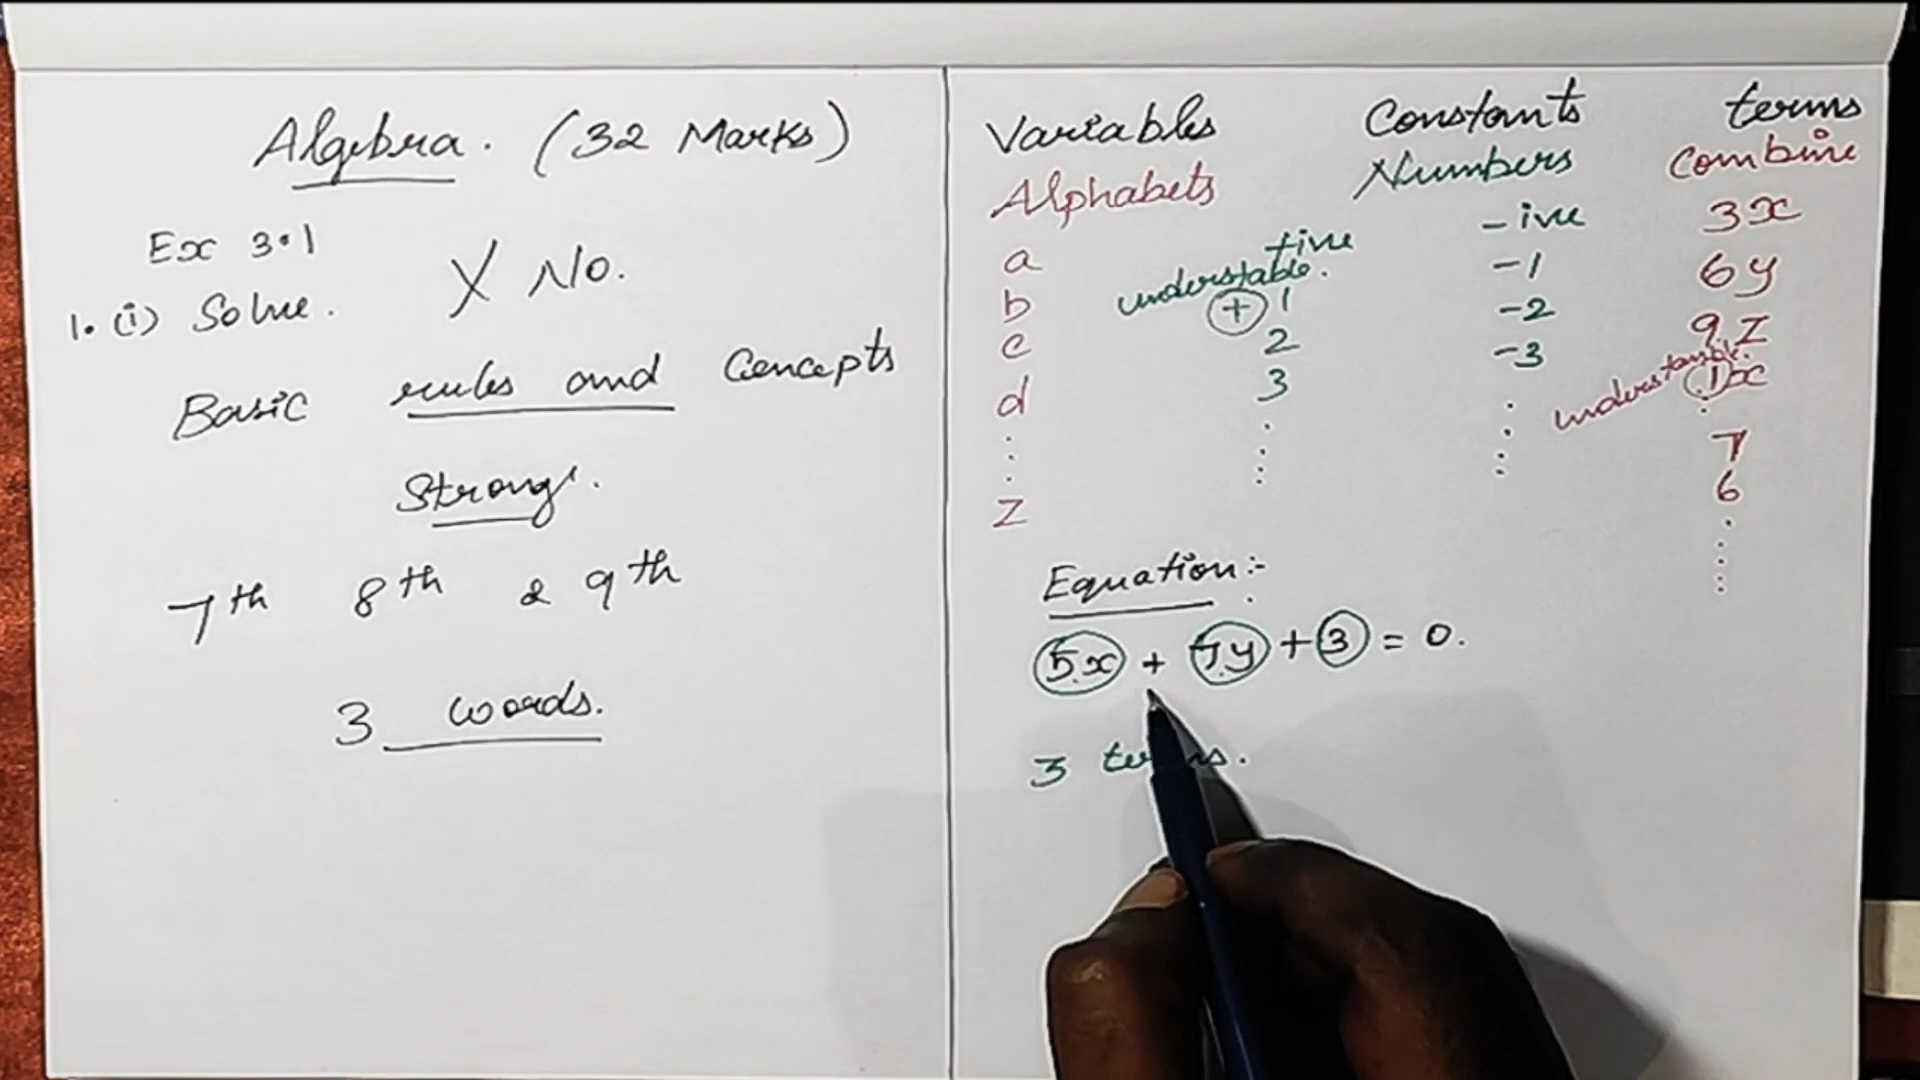 Algebra. (32 Marks)
Ex 3.1
X No.
1. (i) Solve.
Basic rules and Concepts
Strong.
7th 8th & 9th
3 words.
Variables Constants terms
Alphabets Numbers Combine
a +ive -ive 3x
understable.
b +1 -1 6y
c 2 -2 9z
d 3 -3 1x
z 7
6
Equation:-
5x + 7y + 3 = 0.
3 terms.